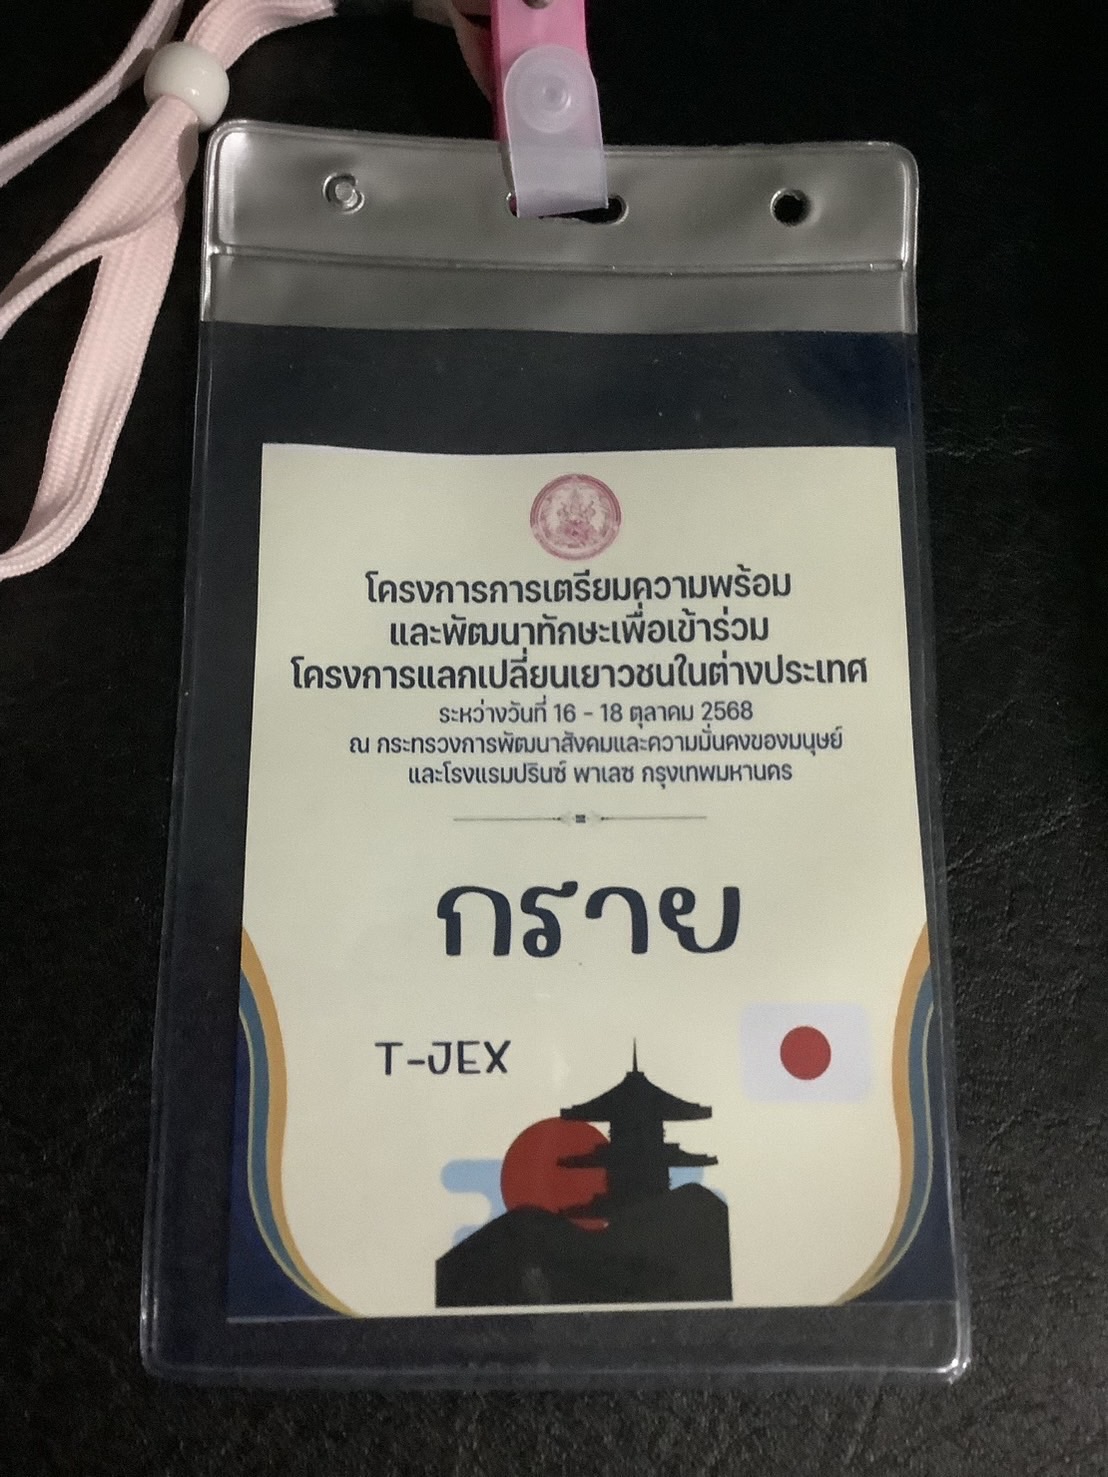 โครงการการเตรียมความพร้อม
และพัฒนาทักษะเพื่อเข้าร่วม
โครงการแลกเปลี่ยนเยาวชนในต่างประเทศ
ระหว่างวันที่ 16 - 18 ตุลาคม 2568
ณ กระทรวงการพัฒนาสังคมและความมั่นคงของมนุษย์
และโรงแรมปรินซ์ พาเลซ กรุงเทพมหานคร
กราย
T-JEX